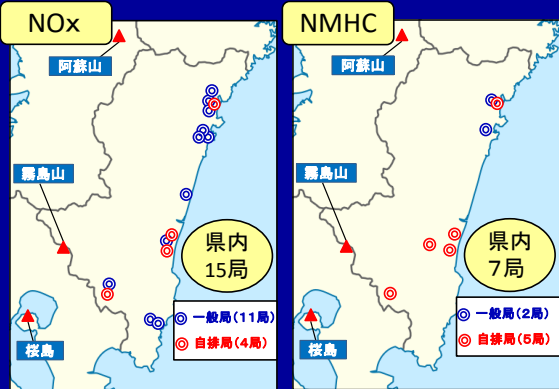 NOx
阿蘇山
霧島山
県内
15局
一般局(11局)
自排局(4局)
桜島
NMHC
阿蘇山
霧島山
県内
7局
一般局(2局)
自排局(5局)
桜島